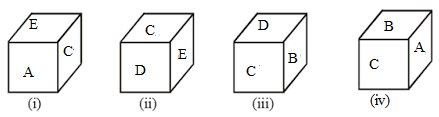 E C D B
A C D E C B C A
(i) (ii) (iii) (iv)